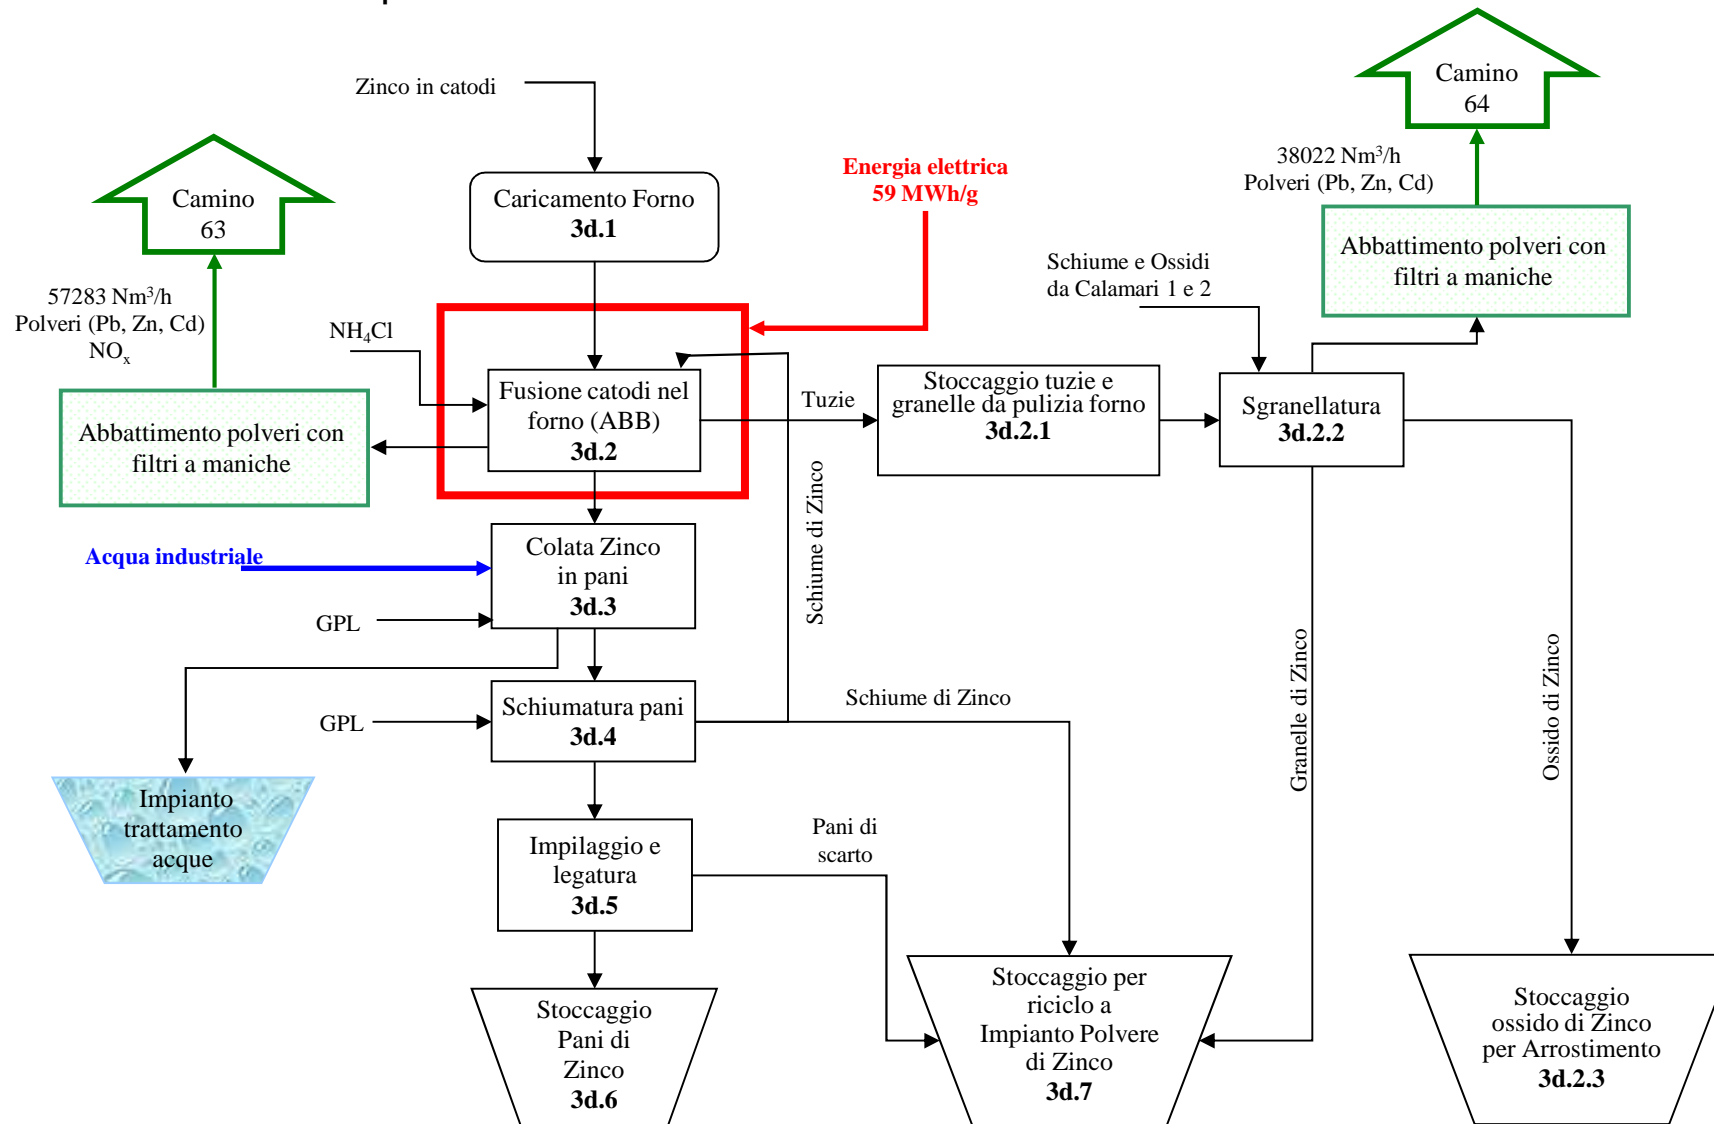 Zinco in catodi
Camino
64
Camino
63
Caricamento Forno
3d.1
Energia elettrica
59 MWh/g
38022 Nm³/h
Polveri (Pb, Zn, Cd)
Abbattimento polveri con
filtri a maniche
Schiume e Ossidi
da Calamari 1 e 2
57283 Nm³/h
Polveri (Pb, Zn, Cd)
NOₓ
NH₄Cl
Abbattimento polveri con
filtri a maniche
Fusione catodi nel
forno (ABB)
3d.2
Tuzie
Stoccaggio tuzie e
granelle da pulizia forno
3d.2.1
Sgranellatura
3d.2.2
Schiume di Zinco
Acqua industriale
Colata Zinco
in pani
3d.3
GPL
GPL
Schiumatura pani
3d.4
Schiume di Zinco
Granelle di Zinco
Ossido di Zinco
Impianto
trattamento
acque
Impilaggio e
legatura
3d.5
Pani di
scarto
Stoccaggio
Pani di
Zinco
3d.6
Stoccaggio per
riciclo a
Impianto Polvere
di Zinco
3d.7
Stoccaggio
ossido di Zinco
per Arrostimento
3d.2.3